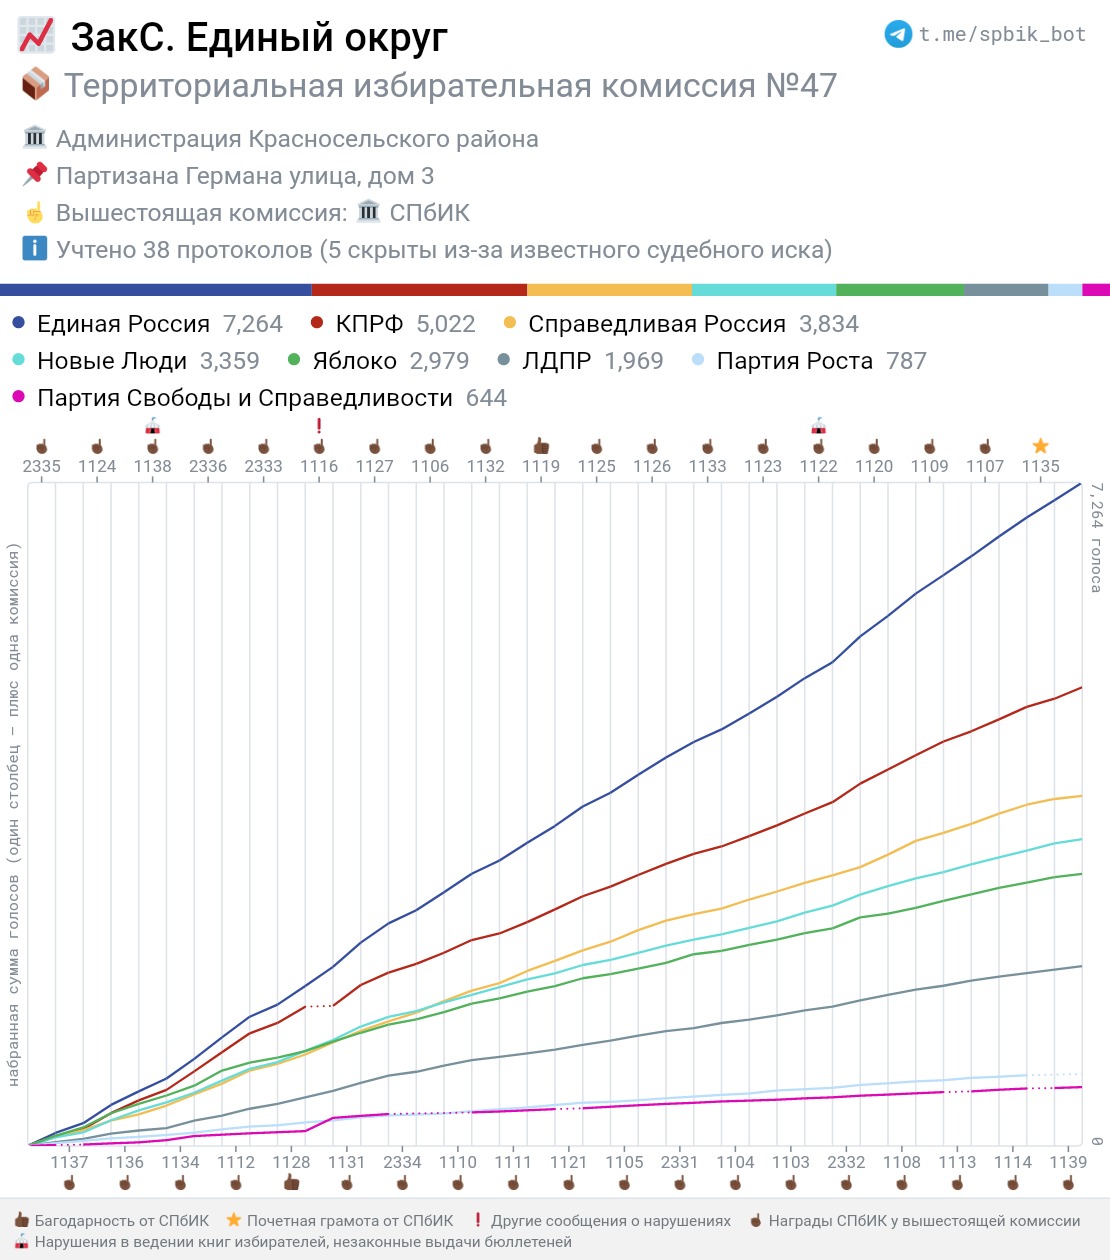 ЗакС. Единый округ
t.me/spbik_bot
Территориальная избирательная комиссия №47
Администрация Красносельского района
Партизана Германа улица, дом 3
Вышестоящая комиссия: СПбИК
Учтено 38 протоколов (5 скрыты из-за известного судебного иска)
Единая Россия 7,264 КПРФ 5,022 Справедливая Россия 3,834
Новые Люди 3,359 Яблоко 2,979 ЛДПР 1,969 Партия Роста 787
Партия Свободы и Справедливости 644
2335 1124 1138 2336 2333 1116 1127 1106 1132 1119 1125 1126 1133 1123 1122 1120 1109 1107 1135
набранная сумма голосов (один столбец – плюс одна комиссия)
7,264 голоса
0
1137 1136 1134 1112 1128 1131 2334 1110 1111 1121 1105 2331 1104 1103 2332 1108 1113 1114 1139
Багодарность от СПбИК Почетная грамота от СПбИК Другие сообщения о нарушениях Награды СПбИК у вышестоящей комиссии
Нарушения в ведении книг избирателей, незаконные выдачи бюллетеней